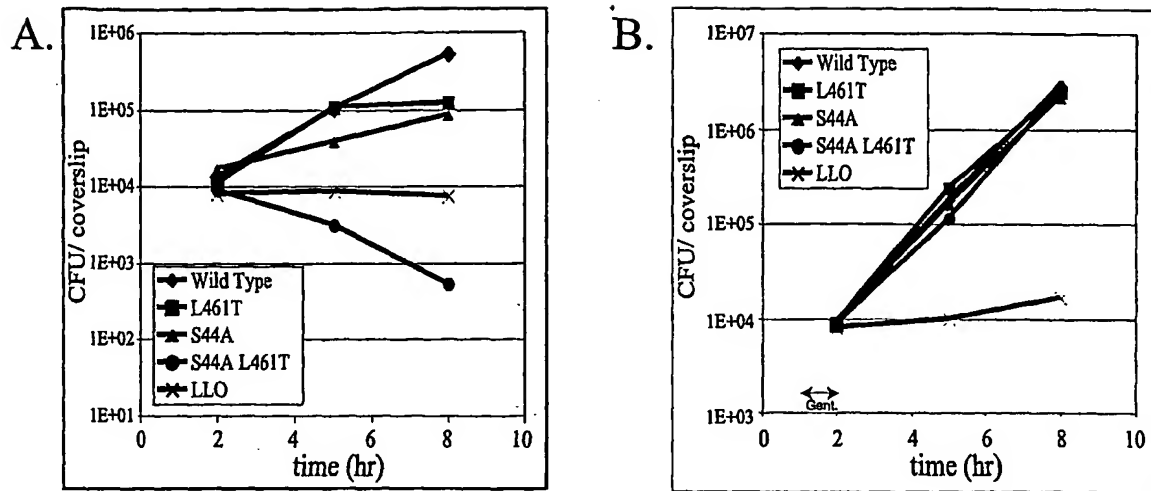 A.
CFU/ coverslip
1E+06
1E+05
1E+04
1E+03
1E+02
1E+01
Wild Type
L461T
S44A
S44A L461T
LLO
0
2
4
6
8
10
time (hr)
B.
CFU/ coverslip
1E+07
1E+06
1E+05
1E+04
1E+03
Wild Type
L461T
S44A
S44A L461T
LLO
Gent.
0
2
4
6
8
10
time (hr)